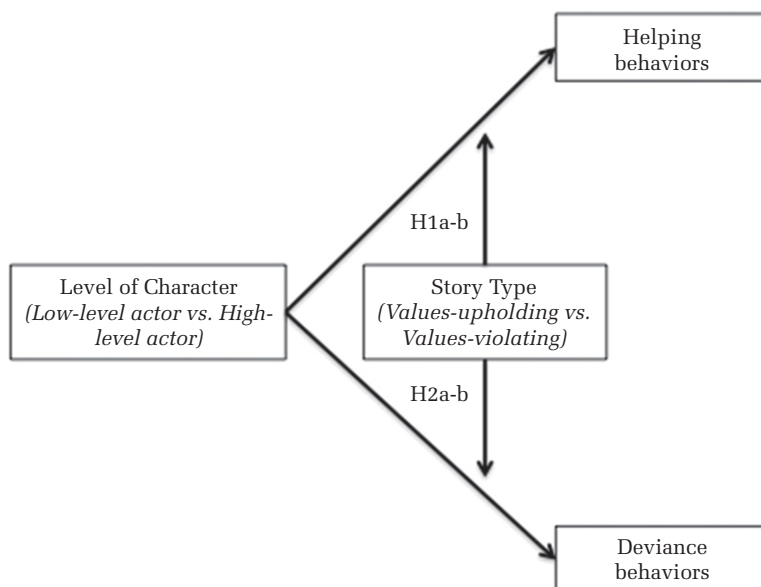 Helping
behaviors
H1a-b
Level of Character
(Low-level actor vs. High-
level actor)
Story Type
(Values-upholding vs.
Values-violating)
H2a-b
Deviance
behaviors